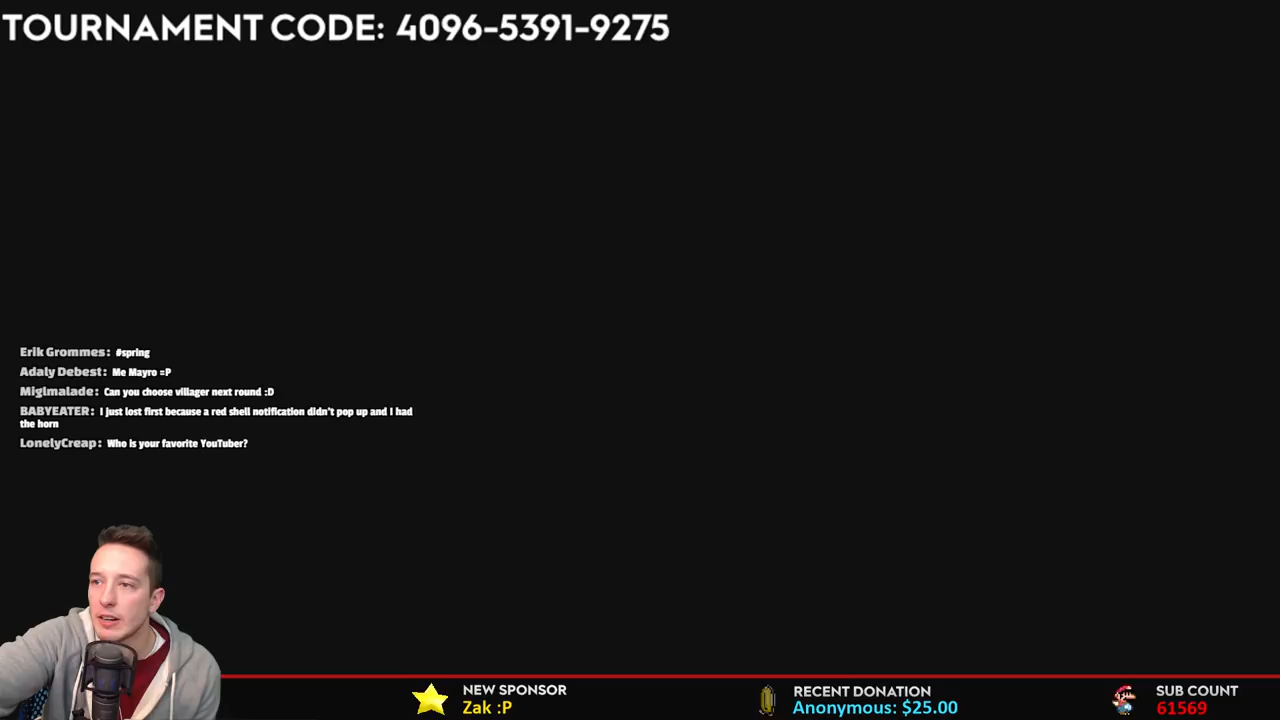 TOURNAMENT CODE: 4096-5391-9275
Erik Grommes: #spring
Adaly Debest: Me Mayro =P
Miglmalade: Can you choose villager next round :D
BABYEATER: I just lost first because a red shell notification didn't pop up and I had
the horn
LonelyCreap: Who is your favorite YouTuber?
NEW SPONSOR
Zak :P
RECENT DONATION
Anonymous: $25.00
SUB COUNT
61569